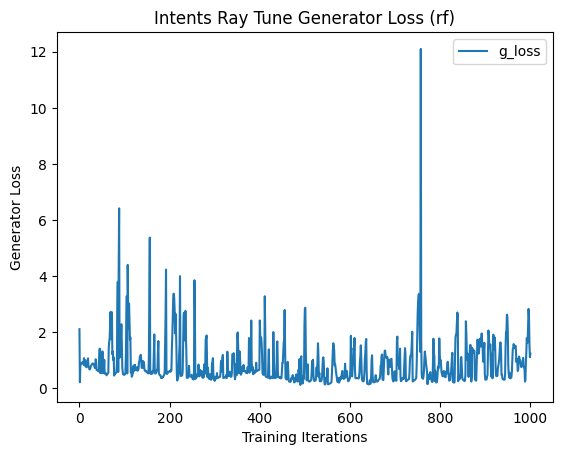 Intents Ray Tune Generator Loss (rf)
g_loss
Generator Loss
12
10
8
6
4
2
0
0 200 400 600 800 1000
Training Iterations